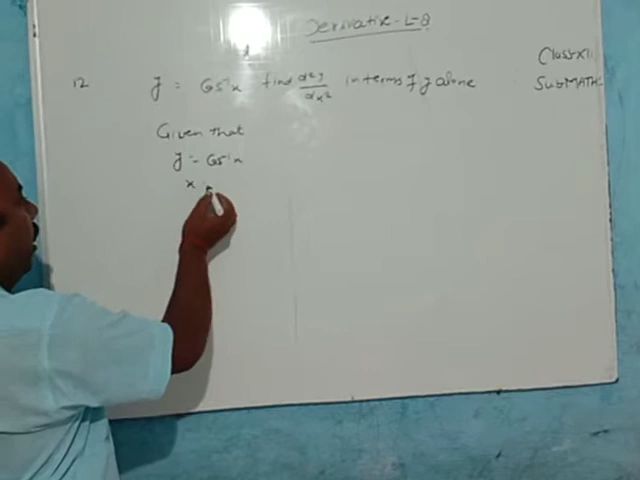 Derivative - L-8
Class XII
Sub MATH
12 y = Cos⁻¹x find d²y/dx² in terms of y alone
Given that
y = Cos⁻¹x
x =